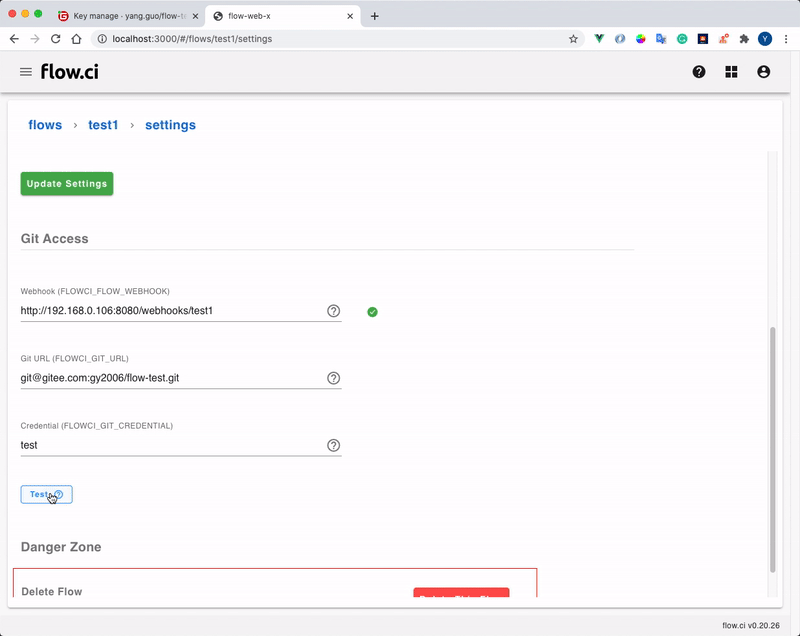 Key manage · yang.guo/flow-te
flow-web-x
localhost:3000/#/flows/test1/settings
Y
flow.ci
flows › test1 › settings
Update Settings
Git Access
Webhook (FLOWCI_FLOW_WEBHOOK)
http://192.168.0.106:8080/webhooks/test1
Git URL (FLOWCI_GIT_URL)
git@gitee.com:gy2006/flow-test.git
Credential (FLOWCI_GIT_CREDENTIAL)
test
Test
Danger Zone
Delete Flow
flow.ci v0.20.26